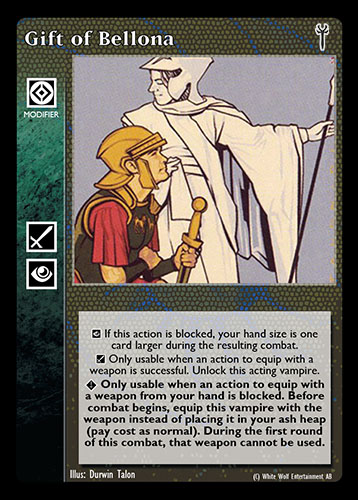 Gift of Bellona
MODIFIER
If this action is blocked, your hand size is one
card larger during the resulting combat.
Only usable when an action to equip with a
weapon is successful. Unlock this acting vampire.
Only usable when an action to equip with
a weapon from your hand is blocked. Before
combat begins, equip this vampire with the
weapon instead of placing it in your ash heap
(pay cost as normal). During the first round
of this combat, that weapon cannot be used.
Illus: Durwin Talon
(C) White Wolf Entertainment AB